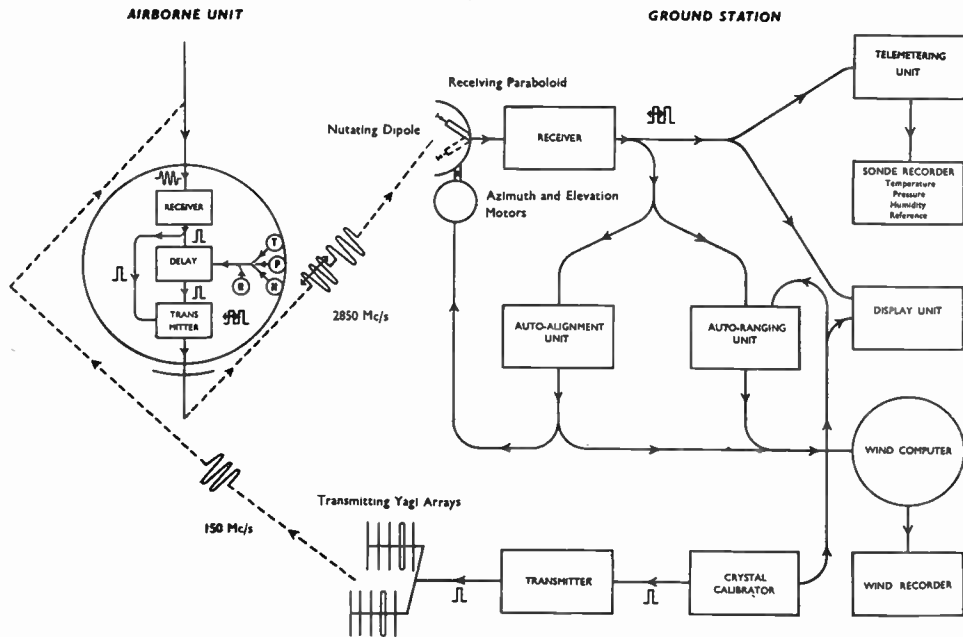 AIRBORNE UNIT
GROUND STATION
Receiving Paraboloid
Nutating Dipole
RECEIVER
TELEMETERING
UNIT
SONDE RECORDER
Temperature
Pressure
Humidity
Reference
Azimuth and Elevation
Motors
RECEIVER
DELAY
T
P
H
R
TRANS
MITTER
2850 Mc/s
AUTO-ALIGNMENT
UNIT
AUTO-RANGING
UNIT
DISPLAY UNIT
WIND COMPUTER
150 Mc/s
Transmitting Yagi Arrays
TRANSMITTER
CRYSTAL
CALIBRATOR
WIND RECORDER